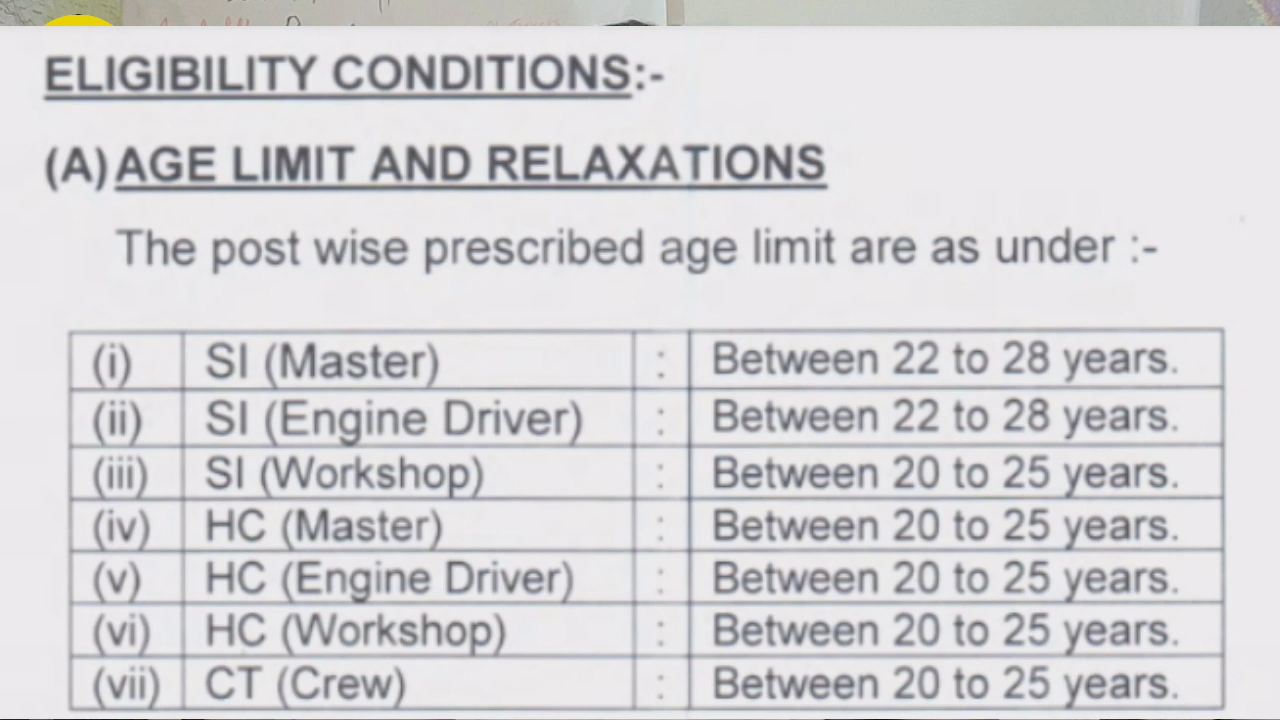 ELIGIBILITY CONDITIONS:-
(A) AGE LIMIT AND RELAXATIONS
The post wise prescribed age limit are as under :-
(i) SI (Master) : Between 22 to 28 years.
(ii) SI (Engine Driver) : Between 22 to 28 years.
(iii) SI (Workshop) : Between 20 to 25 years.
(iv) HC (Master) : Between 20 to 25 years.
(v) HC (Engine Driver) : Between 20 to 25 years.
(vi) HC (Workshop) : Between 20 to 25 years.
(vii) CT (Crew) : Between 20 to 25 years.